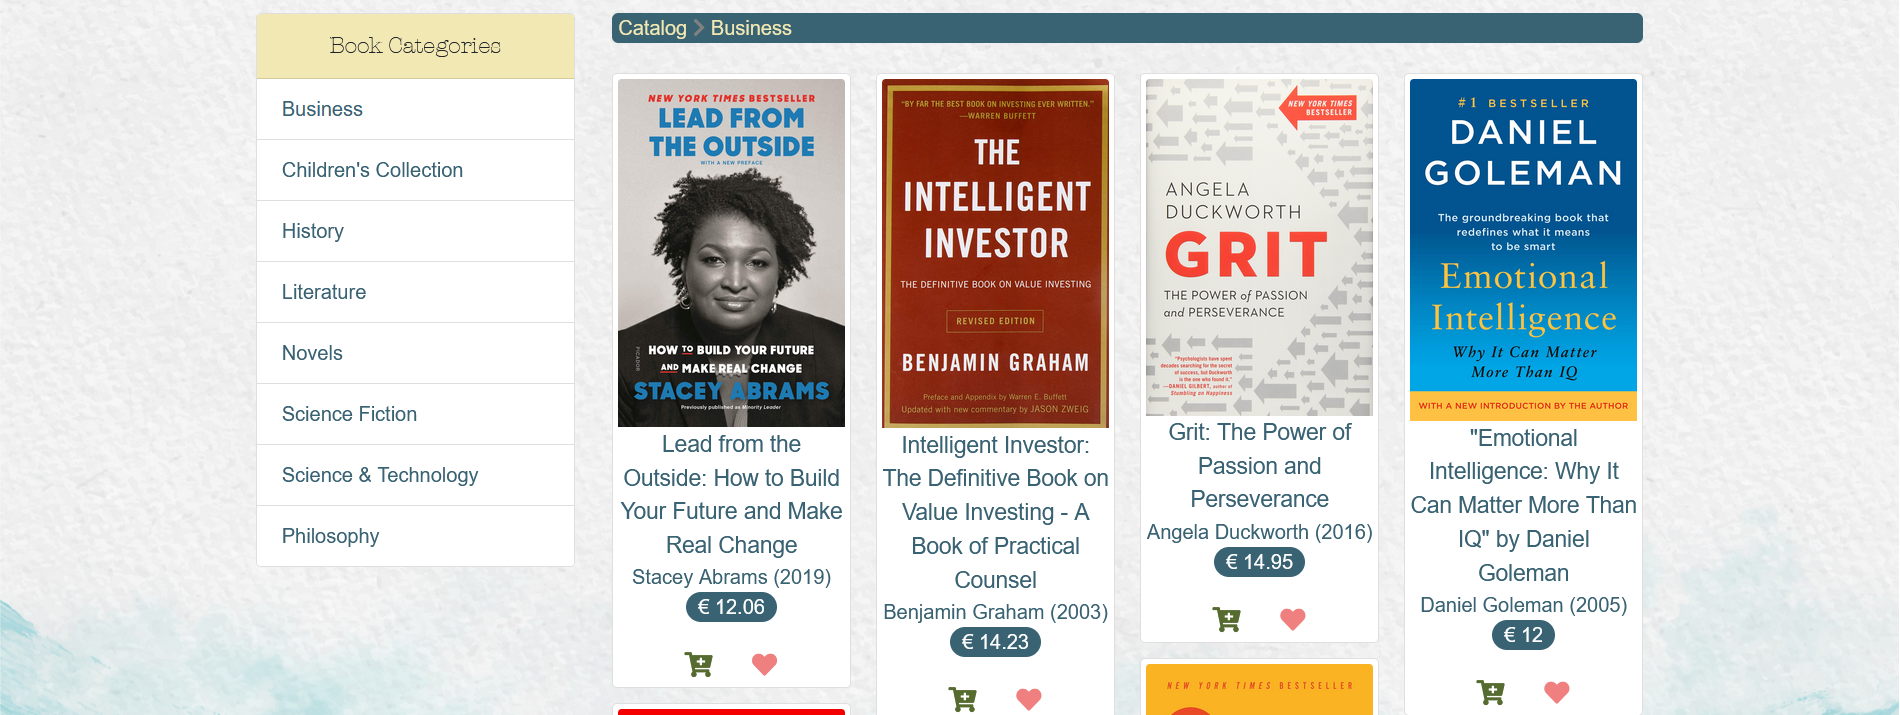 Book Categories
Business
Children's Collection
History
Literature
Novels
Science Fiction
Science & Technology
Philosophy
Catalog > Business
NEW YORK TIMES BESTSELLER
LEAD FROM
THE OUTSIDE
WITH A NEW PREFACE
PICADOR
HOW TO BUILD YOUR FUTURE
AND MAKE REAL CHANGE
STACEY ABRAMS
Previously published as Minority Leader
Lead from the
Outside: How to Build
Your Future and Make
Real Change
Stacey Abrams (2019)
€ 12.06
"BY FAR THE BEST BOOK ON INVESTING EVER WRITTEN."
—WARREN BUFFETT
THE
INTELLIGENT
INVESTOR
THE DEFINITIVE BOOK ON VALUE INVESTING
REVISED EDITION
BENJAMIN GRAHAM
Preface and Appendix by Warren E. Buffett
Updated with new commentary by JASON ZWEIG
Intelligent Investor:
The Definitive Book on
Value Investing - A
Book of Practical
Counsel
Benjamin Graham (2003)
€ 14.23
NEW YORK TIMES
BESTSELLER
ANGELA
DUCKWORTH
GRIT
THE POWER of PASSION
and PERSEVERANCE
"Psychologists have spent
decades searching for the secret
of success, but Duckworth
is the one who found it."
—DANIEL GILBERT, author of
Stumbling on Happiness
Grit: The Power of
Passion and
Perseverance
Angela Duckworth (2016)
€ 14.95
NEW YORK TIMES BESTSELLER
#1 BESTSELLER
DANIEL
GOLEMAN
The groundbreaking book that
redefines what it means
to be smart
Emotional
Intelligence
Why It Can Matter
More Than IQ
WITH A NEW INTRODUCTION BY THE AUTHOR
"Emotional
Intelligence: Why It
Can Matter More Than
IQ" by Daniel
Goleman
Daniel Goleman (2005)
€ 12